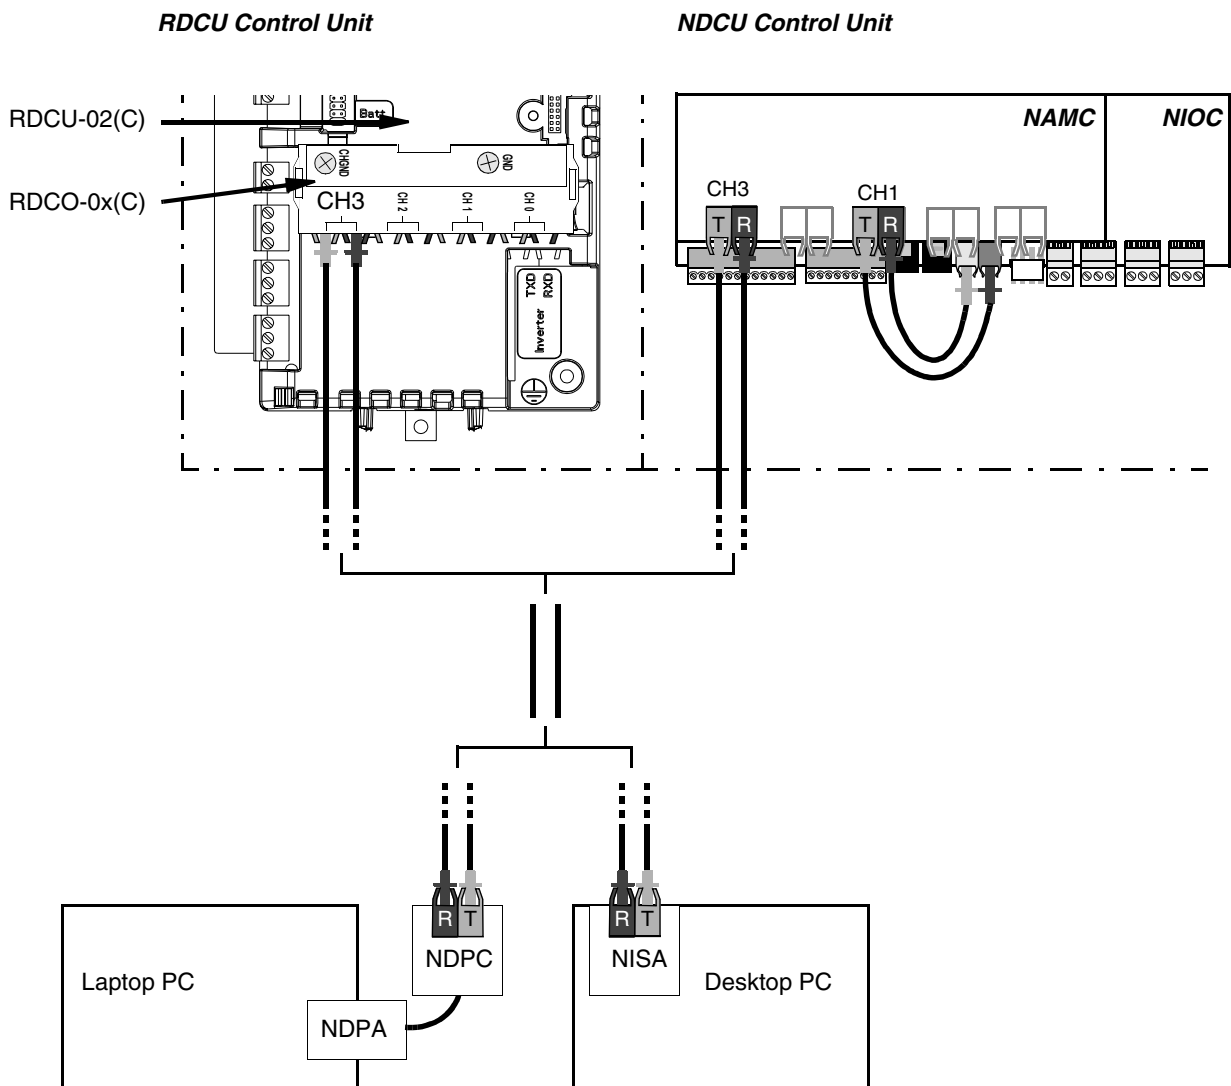 RDCU Control Unit
NDCU Control Unit
RDCU-02(C)
Batt
NAMC
NIOC
CHGND
GND
RDCO-0x(C)
CH3
CH2
CH1
CH0
CH3
CH1
T R
T R
TXD
RXD
Inverter
R T
R T
NDPC
NISA
Laptop PC
Desktop PC
NDPA